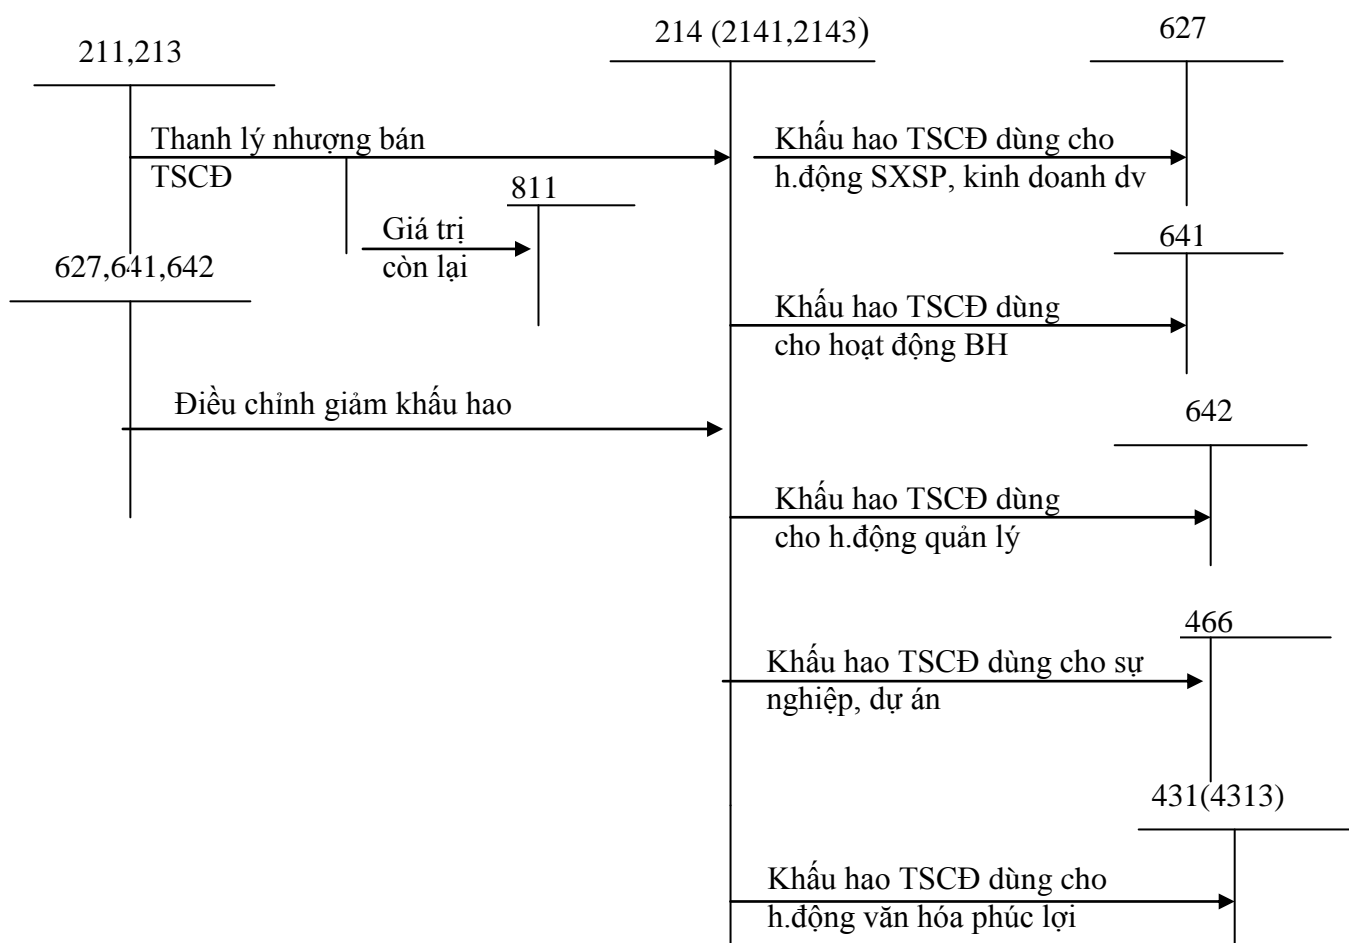 211,213
214 (2141,2143)
627
Thanh lý nhượng bán
TSCĐ
Khấu hao TSCĐ dùng cho
h.động SXSP, kinh doanh dv
811
Giá trị
còn lại
627,641,642
641
Khấu hao TSCĐ dùng
cho hoạt động BH
Điều chỉnh giảm khấu hao
642
Khấu hao TSCĐ dùng
cho h.động quản lý
466
Khấu hao TSCĐ dùng cho sự
nghiệp, dự án
431(4313)
Khấu hao TSCĐ dùng cho
h.động văn hóa phúc lợi